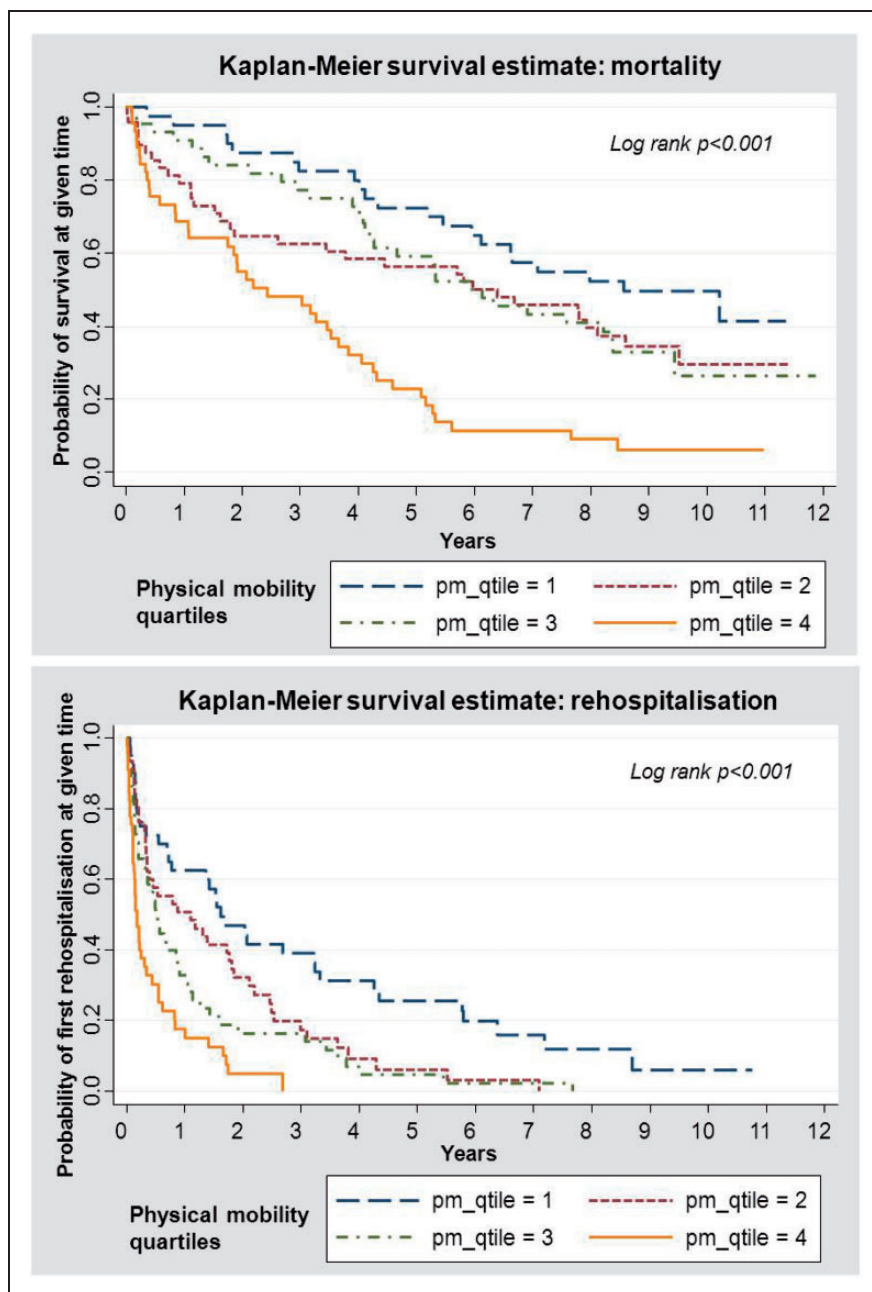 Kaplan-Meier survival estimate: mortality
Log rank p<0.001
Probability of survival at given time
1.0
0.8
0.6
0.4
0.2
0.0
0 1 2 3 4 5 6 7 8 9 10 11 12
Years
Physical mobility
quartiles
pm_qtile = 1 pm_qtile = 2
pm_qtile = 3 pm_qtile = 4
Kaplan-Meier survival estimate: rehospitalisation
Log rank p<0.001
Probability of first rehospitalisation at given time
1.0
0.8
0.6
0.4
0.2
0.0
0 1 2 3 4 5 6 7 8 9 10 11 12
Years
Physical mobility
quartiles
pm_qtile = 1 pm_qtile = 2
pm_qtile = 3 pm_qtile = 4